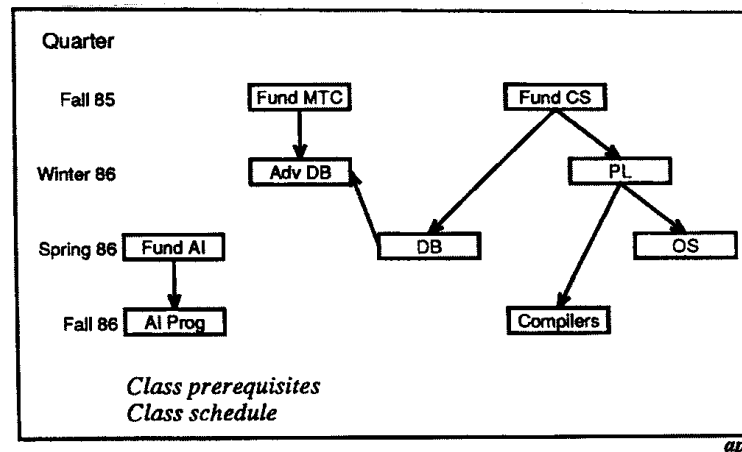 Quarter
Fall 85 Fund MTC Fund CS
Winter 86 Adv DB PL
Spring 86 Fund AI DB OS
Fall 86 AI Prog Compilers
Class prerequisites
Class schedule